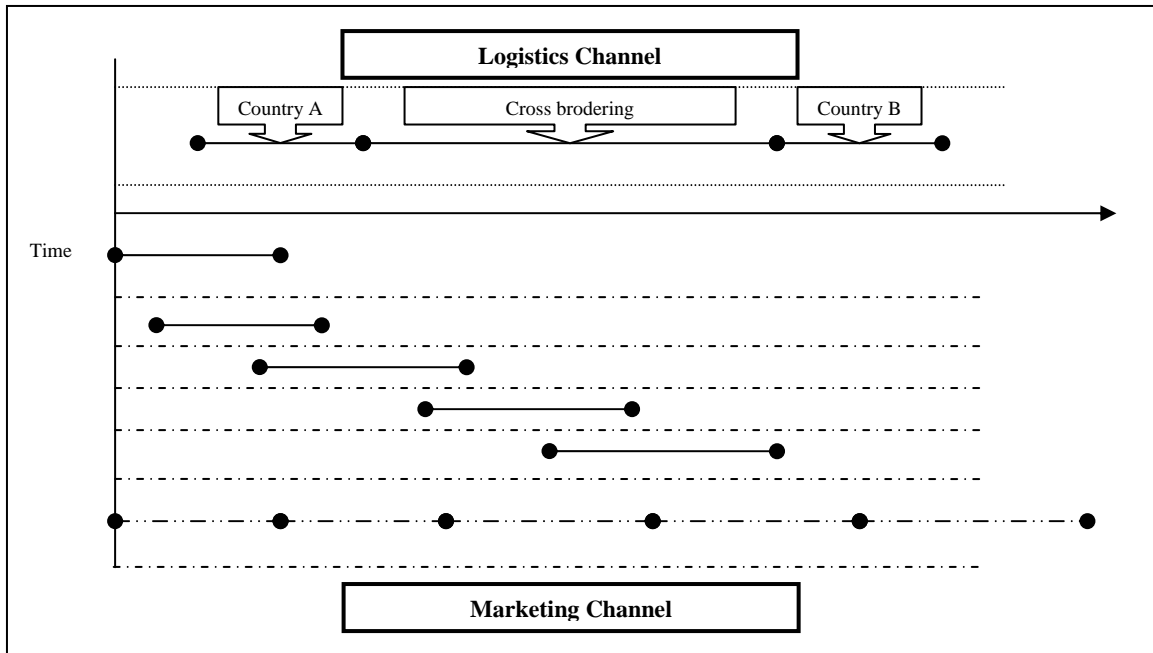 Logistics Channel
Country A
Cross brodering
Country B
Time
Marketing Channel